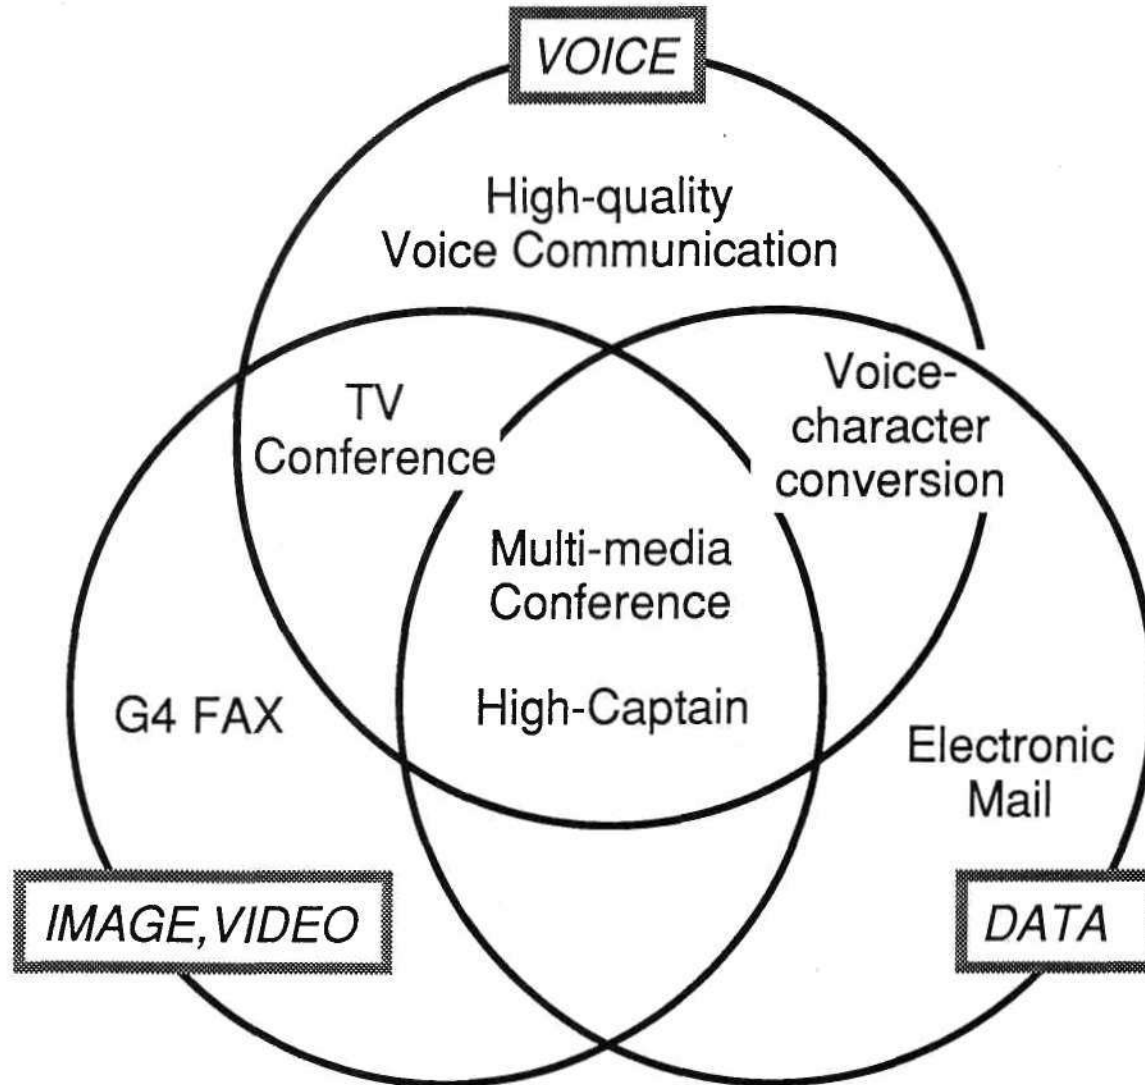 VOICE
High-quality
Voice Communication
TV
Conference
Voice-
character
conversion
Multi-media
Conference
High-Captain
G4 FAX
Electronic
Mail
IMAGE, VIDEO
DATA